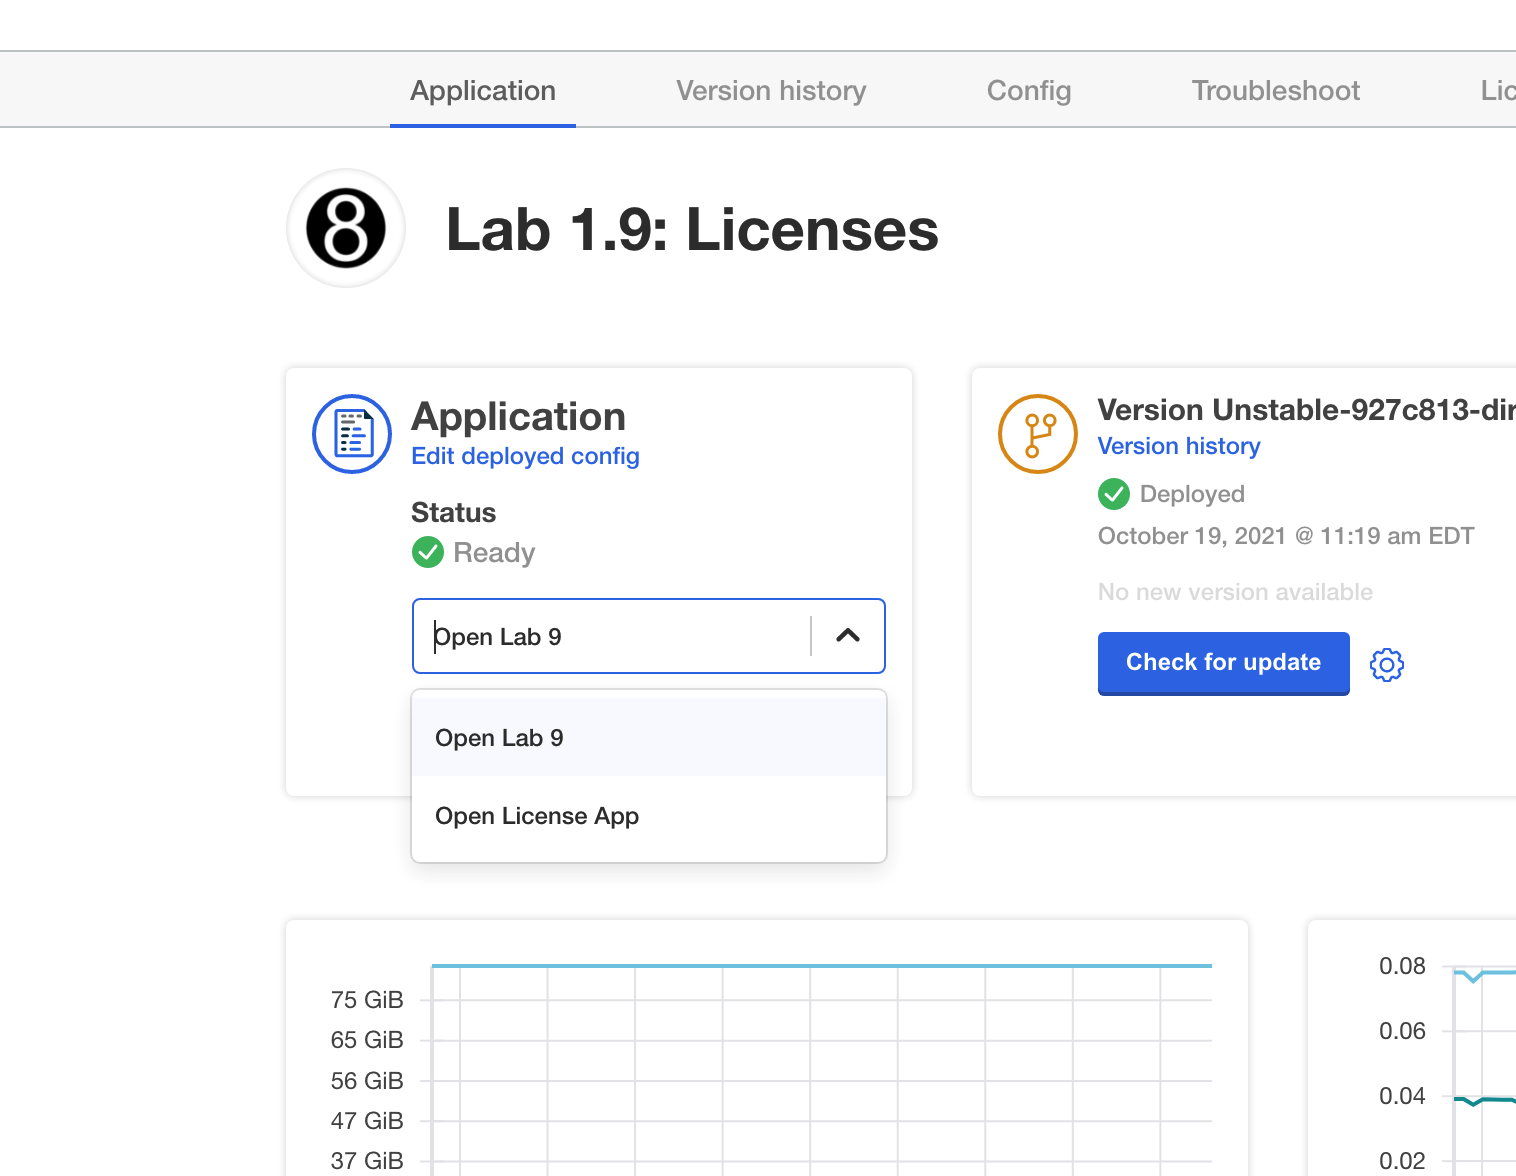 Application
Version history
Config
Troubleshoot
Lic
8
Lab 1.9: Licenses
Application
Edit deployed config
Status
Ready
Open Lab 9
Open Lab 9
Open License App
Version Unstable-927c813-dir
Version history
Deployed
October 19, 2021 @ 11:19 am EDT
No new version available
Check for update
75 GiB
65 GiB
56 GiB
47 GiB
37 GiB
0.08
0.06
0.04
0.02